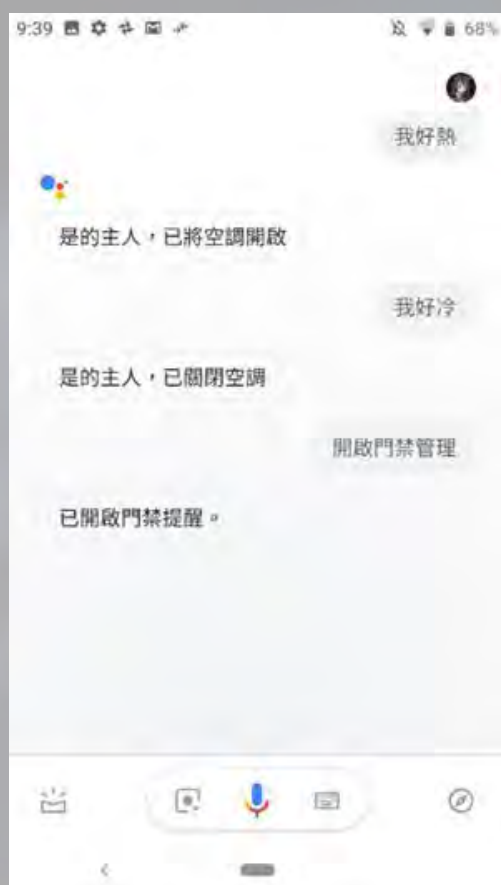 9:39
68%
我好熱
是的主人，已將空調開啟
我好冷
是的主人，已關閉空調
開啟門禁管理
已開啟門禁提醒。